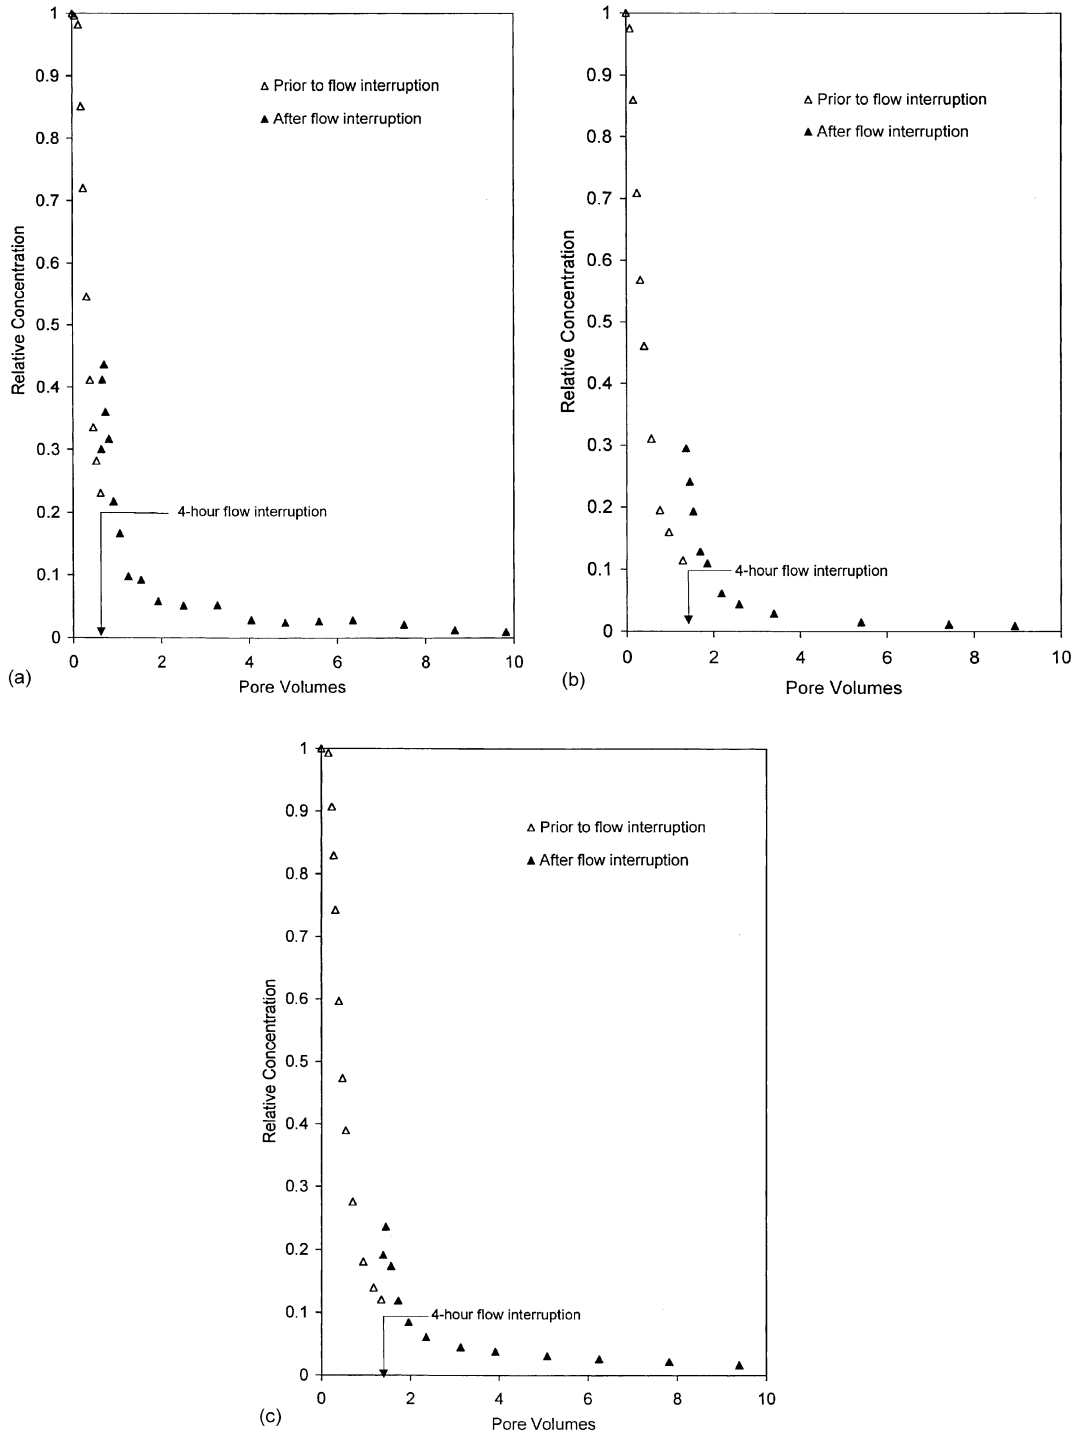 1
0.9
0.8
0.7
0.6
0.5
0.4
0.3
0.2
0.1
0
Relative Concentration
△ Prior to flow interruption
▲ After flow interruption
4-hour flow interruption
0 2 4 6 8 10
Pore Volumes
(a)
1
0.9
0.8
0.7
0.6
0.5
0.4
0.3
0.2
0.1
0
Relative Concentration
△ Prior to flow interruption
▲ After flow interruption
4-hour flow interruption
0 2 4 6 8 10
Pore Volumes
(b)
1
0.9
0.8
0.7
0.6
0.5
0.4
0.3
0.2
0.1
0
Relative Concentration
△ Prior to flow interruption
▲ After flow interruption
4-hour flow interruption
0 2 4 6 8 10
Pore Volumes
(c)